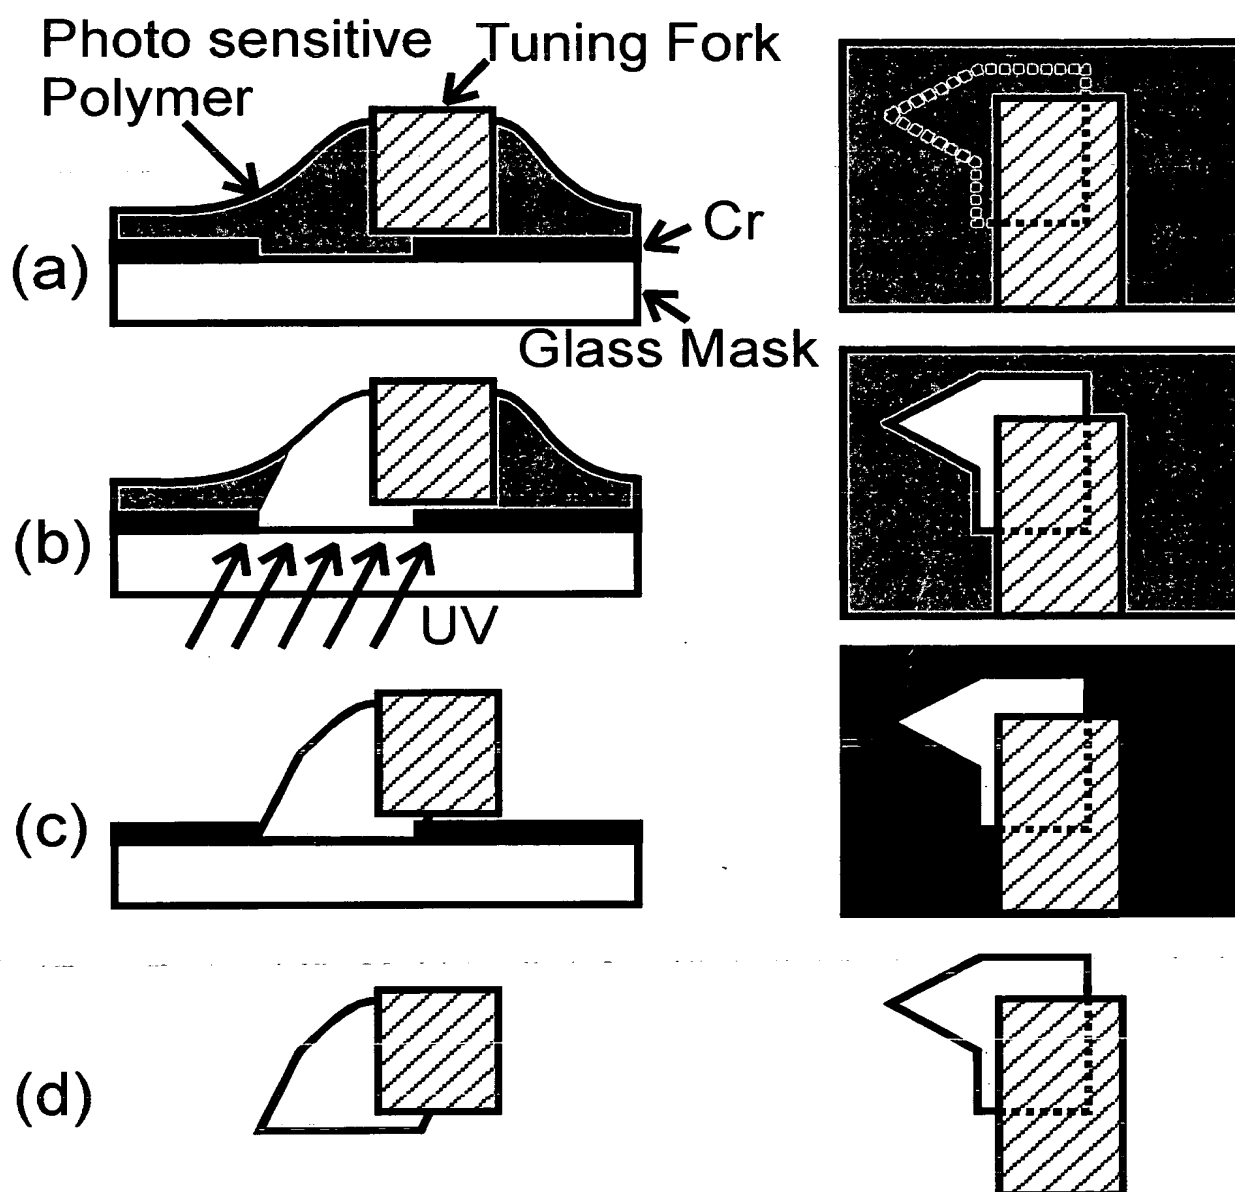 Photo sensitive
Polymer
Tuning Fork
Cr
(a)
Glass Mask
(b)
UV
(c)
(d)